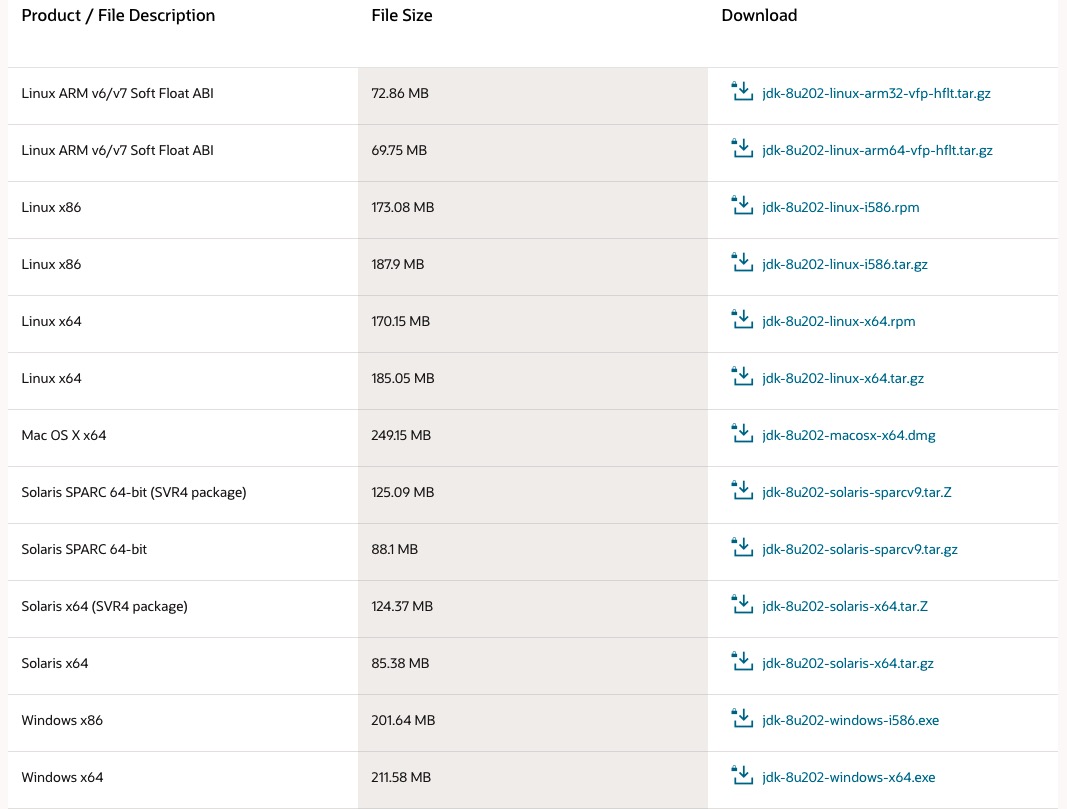 Product / File Description File Size Download
Linux ARM v6/v7 Soft Float ABI 72.86 MB jdk-8u202-linux-arm32-vfp-hflt.tar.gz
Linux ARM v6/v7 Soft Float ABI 69.75 MB jdk-8u202-linux-arm64-vfp-hflt.tar.gz
Linux x86 173.08 MB jdk-8u202-linux-i586.rpm
Linux x86 187.9 MB jdk-8u202-linux-i586.tar.gz
Linux x64 170.15 MB jdk-8u202-linux-x64.rpm
Linux x64 185.05 MB jdk-8u202-linux-x64.tar.gz
Mac OS X x64 249.15 MB jdk-8u202-macosx-x64.dmg
Solaris SPARC 64-bit (SVR4 package) 125.09 MB jdk-8u202-solaris-sparcv9.tar.Z
Solaris SPARC 64-bit 88.1 MB jdk-8u202-solaris-sparcv9.tar.gz
Solaris x64 (SVR4 package) 124.37 MB jdk-8u202-solaris-x64.tar.Z
Solaris x64 85.38 MB jdk-8u202-solaris-x64.tar.gz
Windows x86 201.64 MB jdk-8u202-windows-i586.exe
Windows x64 211.58 MB jdk-8u202-windows-x64.exe